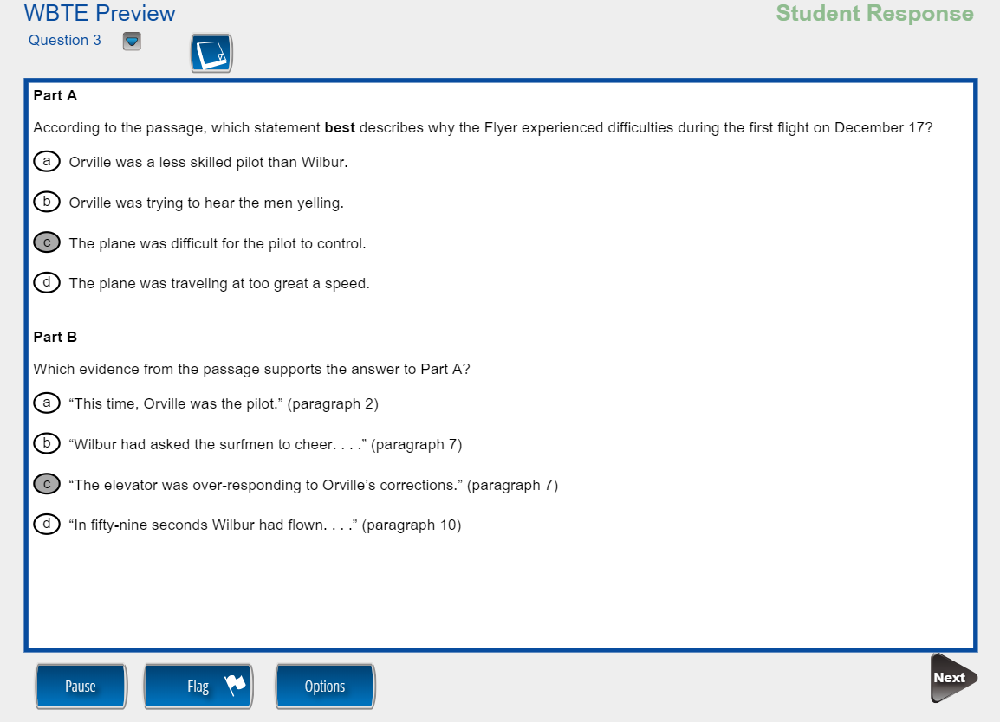 WBTE Preview
Student Response
Question 3
Part A
According to the passage, which statement best describes why the Flyer experienced difficulties during the first flight on December 17?
a Orville was a less skilled pilot than Wilbur.
b Orville was trying to hear the men yelling.
c The plane was difficult for the pilot to control.
d The plane was traveling at too great a speed.
Part B
Which evidence from the passage supports the answer to Part A?
a “This time, Orville was the pilot.” (paragraph 2)
b “Wilbur had asked the surfmen to cheer. . . .” (paragraph 7)
c “The elevator was over-responding to Orville’s corrections.” (paragraph 7)
d “In fifty-nine seconds Wilbur had flown. . . .” (paragraph 10)
Pause
Flag
Options
Next